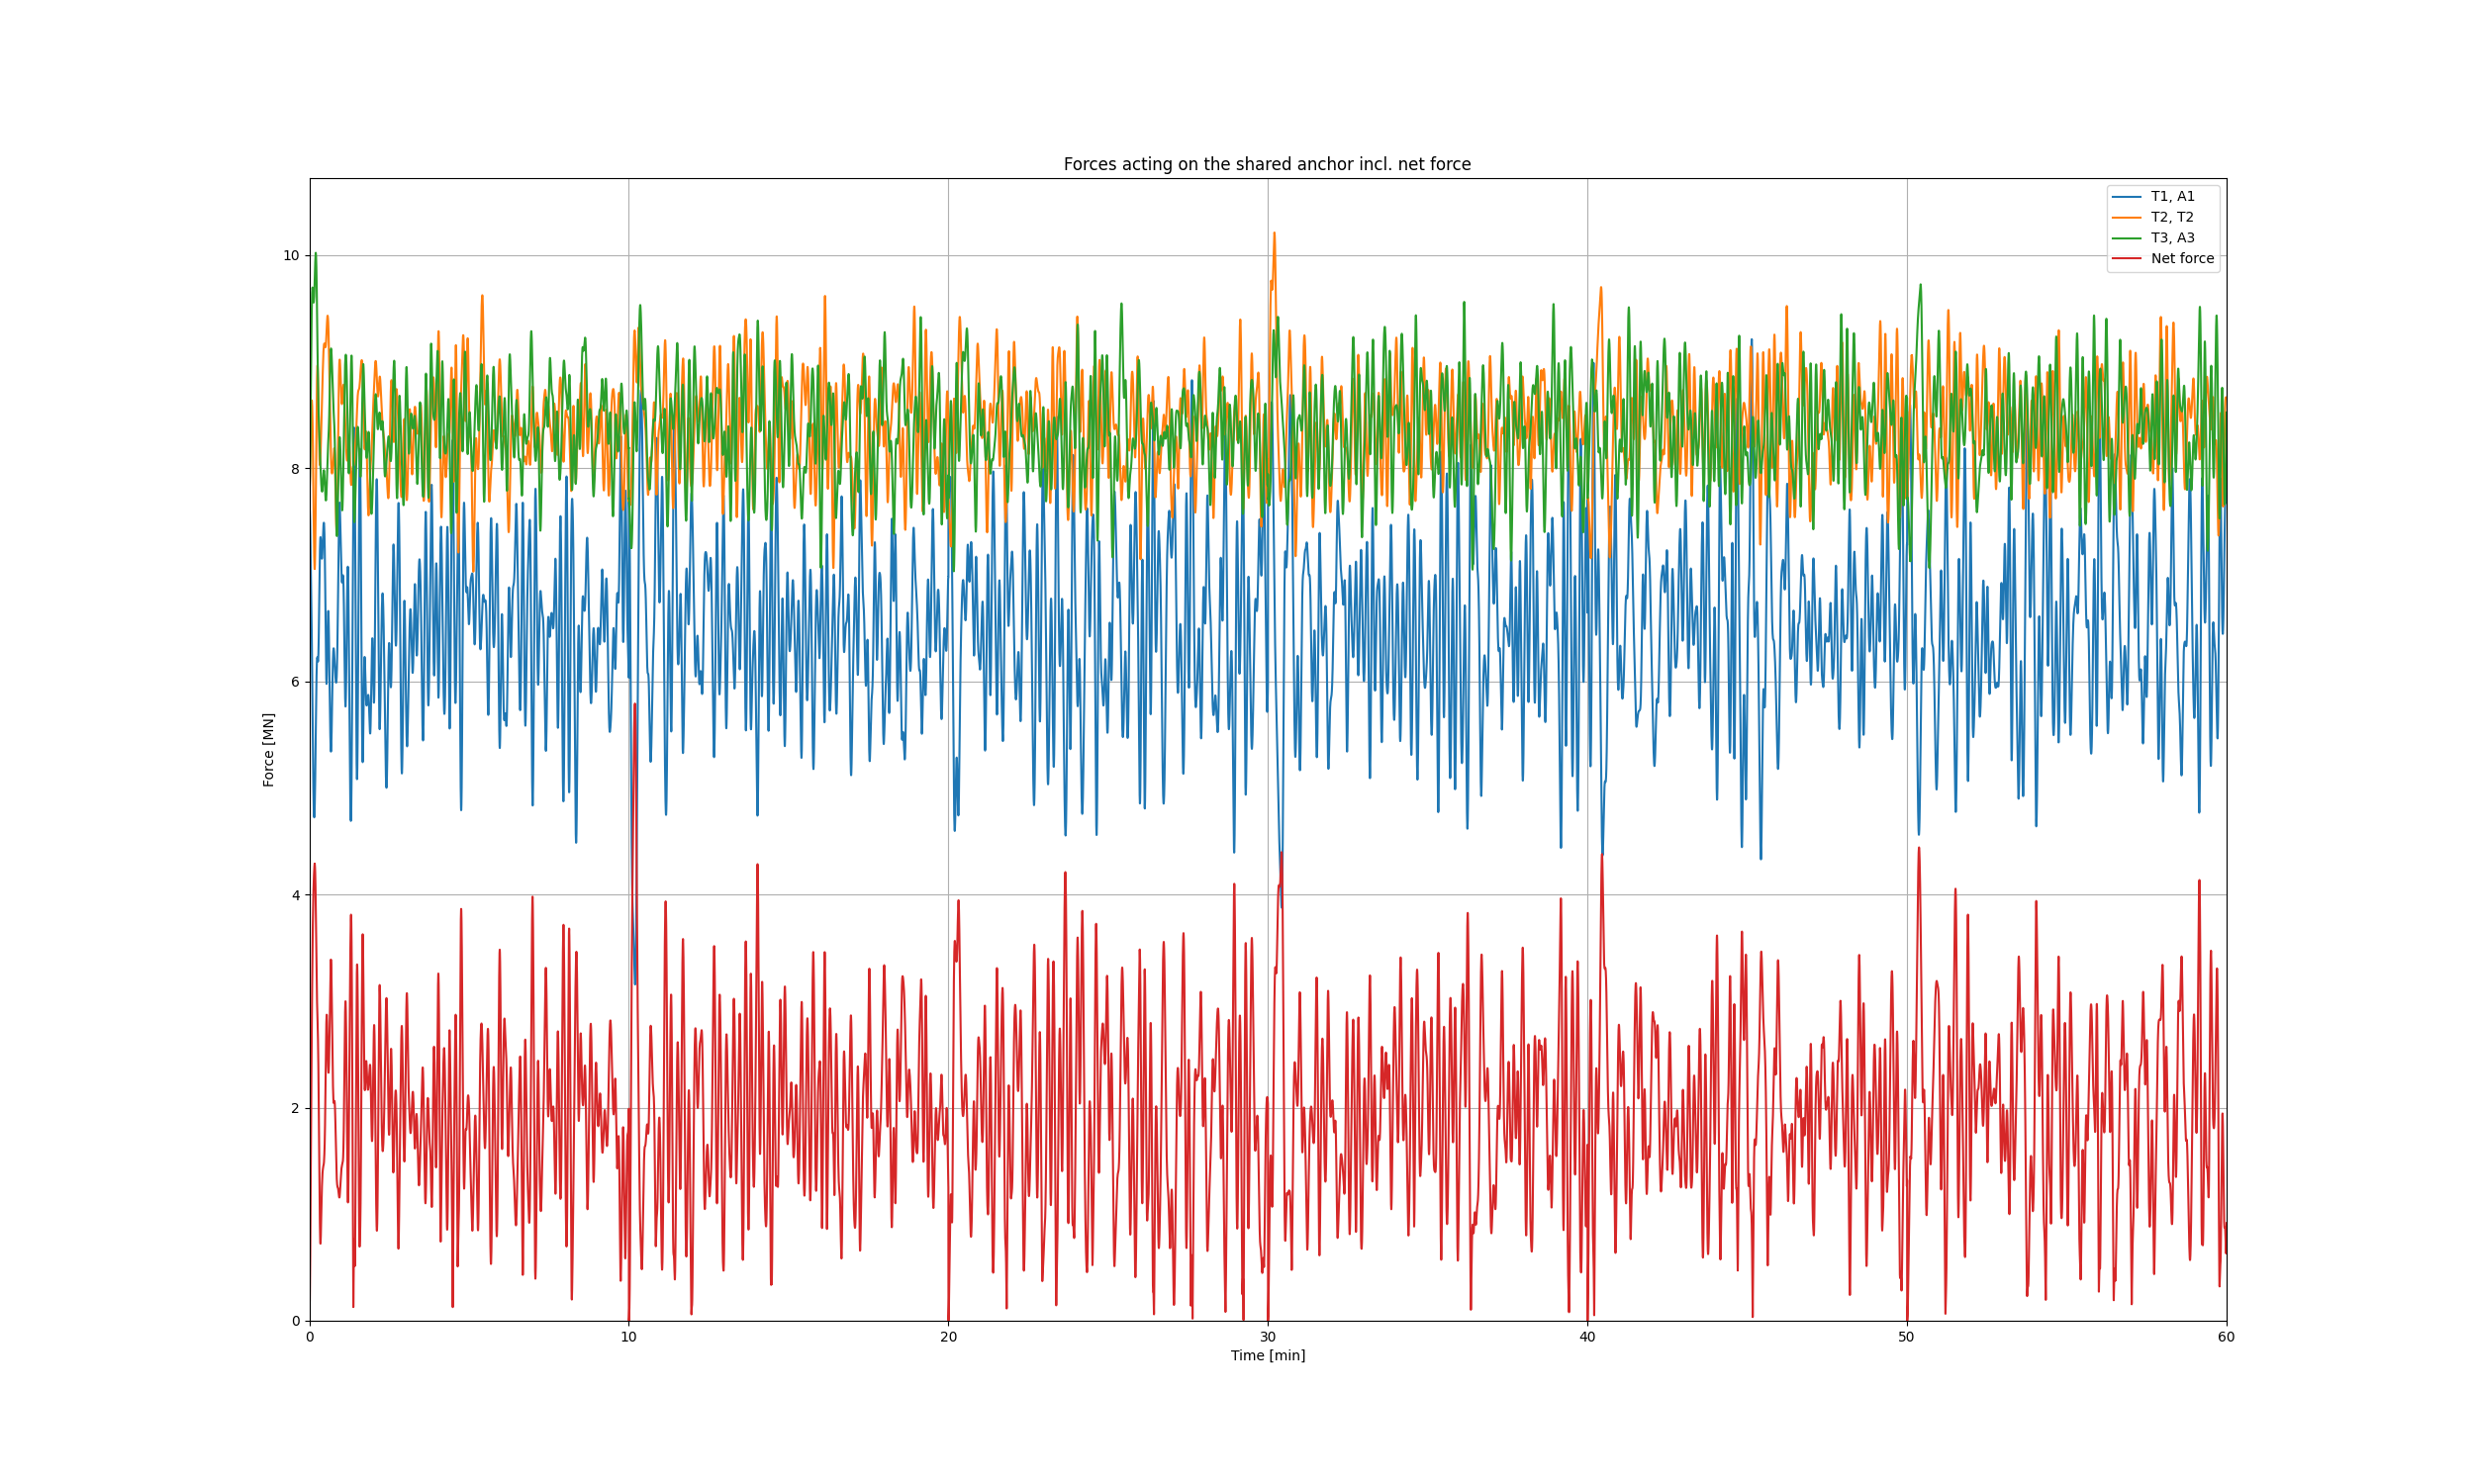 Forces acting on the shared anchor incl. net force
T1, A1
T2, T2
T3, A3
Net force
Force [MN]
10
8
6
4
2
0
0 10 20 30 40 50 60
Time [min]